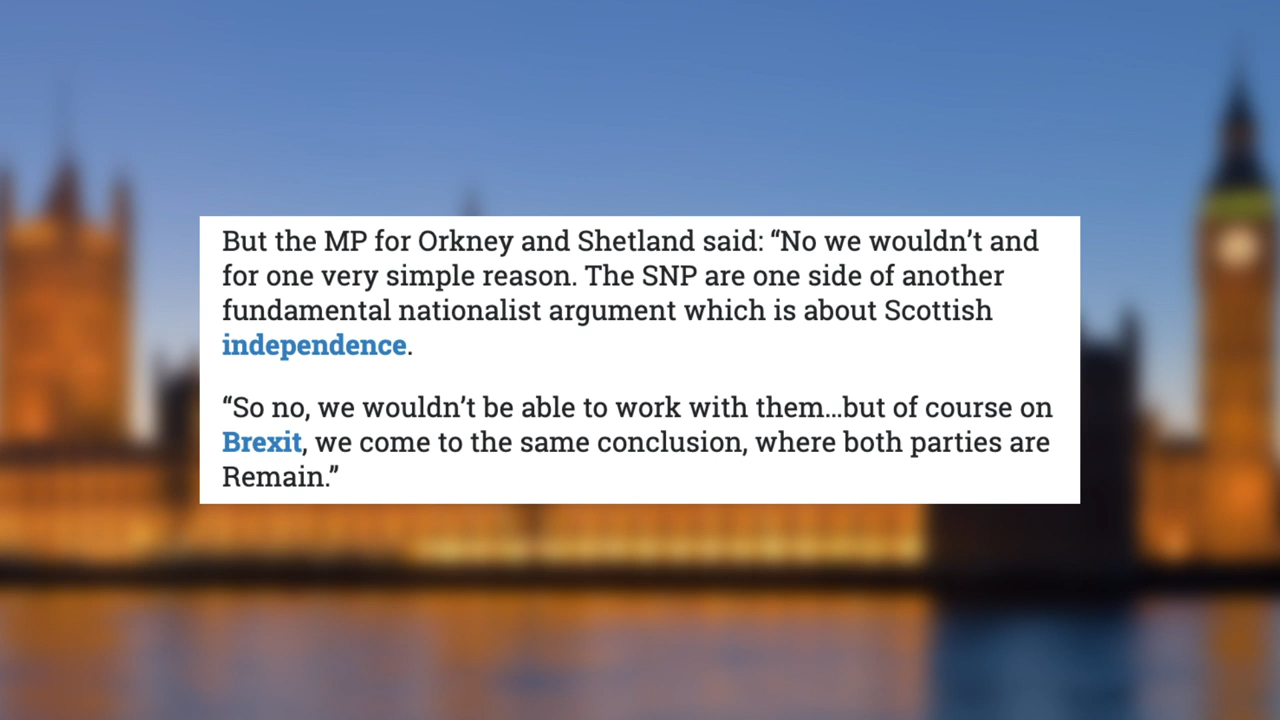 But the MP for Orkney and Shetland said: “No we wouldn’t and
for one very simple reason. The SNP are one side of another
fundamental nationalist argument which is about Scottish
independence.
“So no, we wouldn’t be able to work with them…but of course on
Brexit, we come to the same conclusion, where both parties are
Remain.”